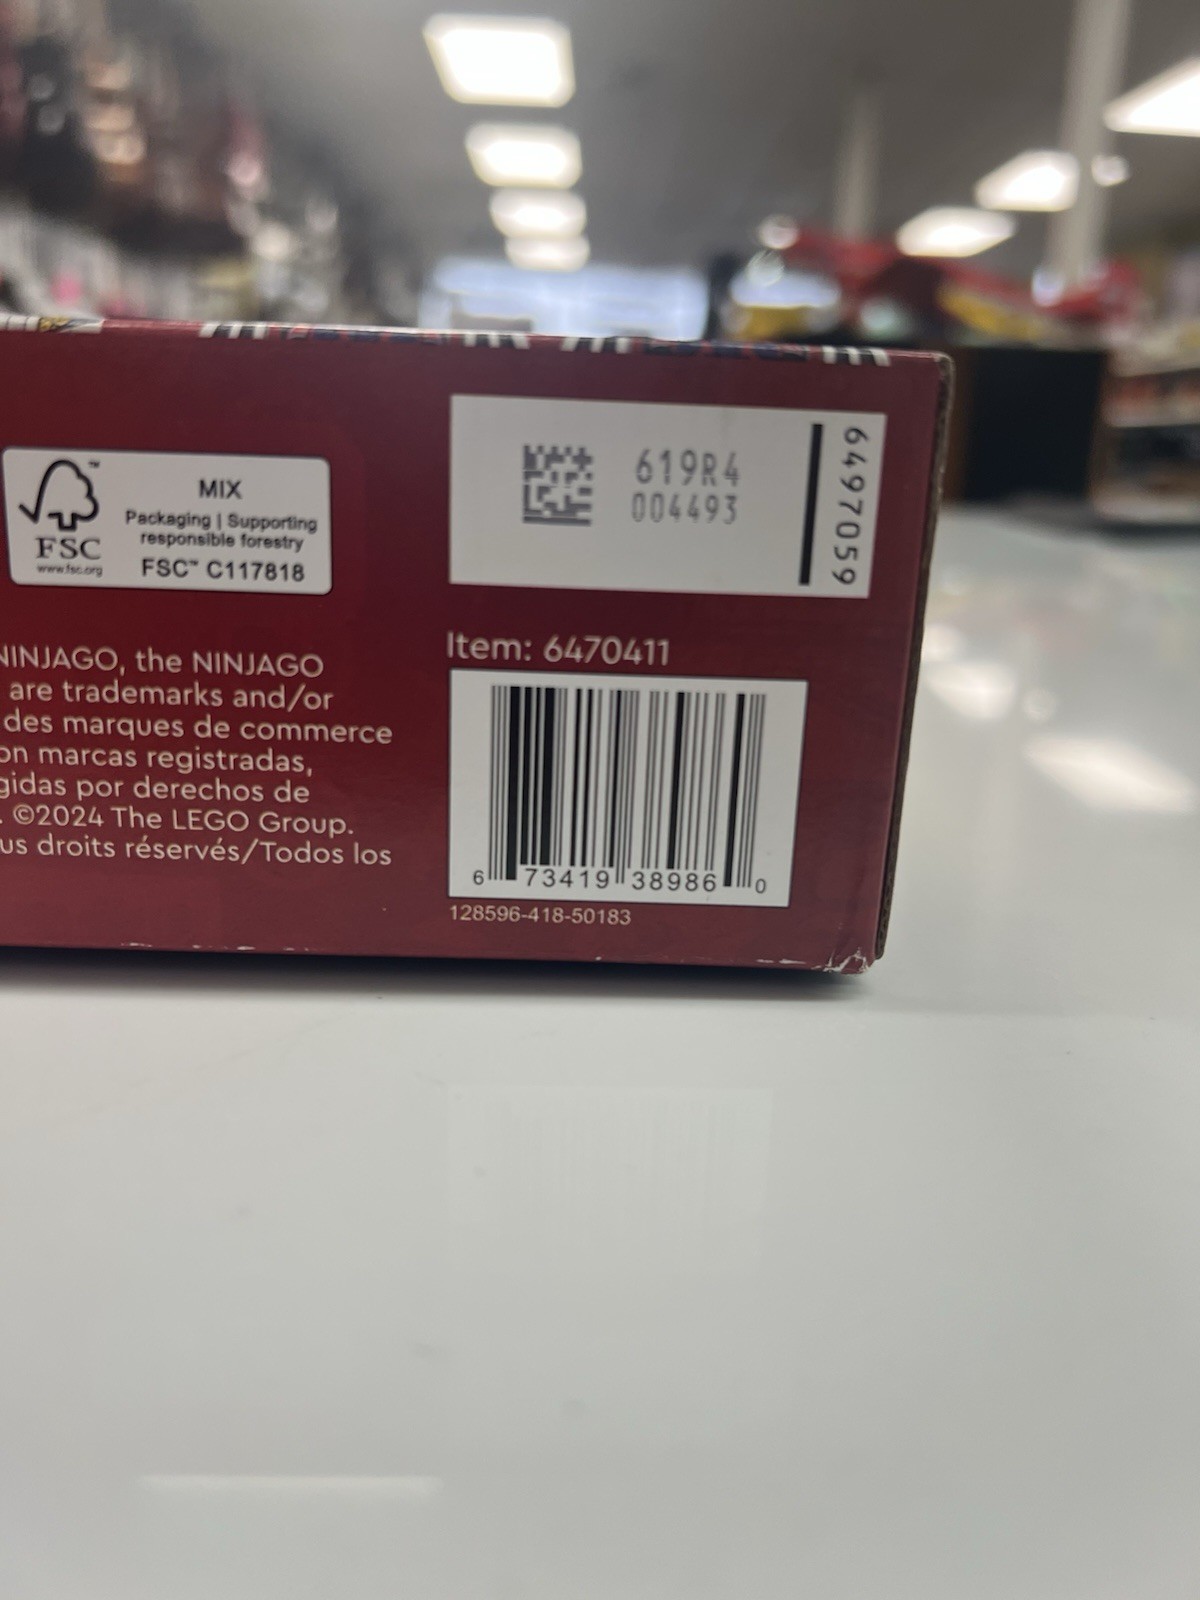 FSC
www.fsc.org
MIX
Packaging | Supporting
responsible forestry
FSC™ C117818
619R4
004493
6497059
NINJAGO, the NINJAGO
are trademarks and/or
des marques de commerce
on marcas registradas,
gidas por derechos de
. ©2024 The LEGO Group.
us droits réservés/Todos los
Item: 6470411
6 73419 38986 0
128596-418-50183